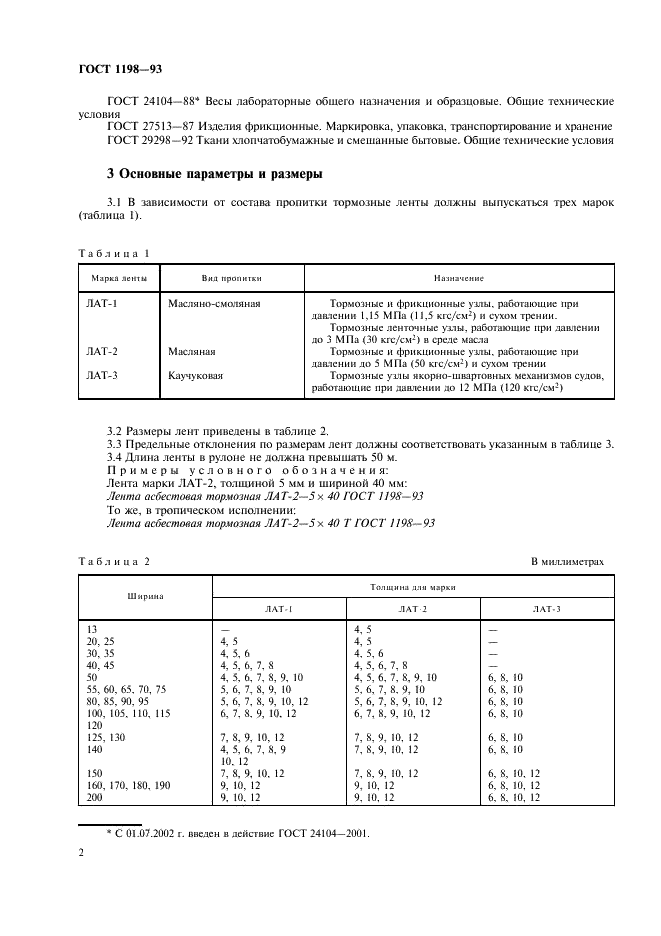 ГОСТ 1198—93
ГОСТ 24104—88* Весы лабораторные общего назначения и образцовые. Общие технические
условия
ГОСТ 27513—87 Изделия фрикционные. Маркировка, упаковка, транспортирование и хранение
ГОСТ 29298—92 Ткани хлопчатобумажные и смешанные бытовые. Общие технические условия
3 Основные параметры и размеры
3.1 В зависимости от состава пропитки тормозные ленты должны выпускаться трех марок
(таблица 1).
Таблица 1
Марка ленты Вид пропитки Назначение
ЛАТ-1 Масляно-смоляная Тормозные и фрикционные узлы, работающие при
давлении 1,15 МПа (11,5 кгс/см²) и сухом трении.
Тормозные ленточные узлы, работающие при давлении
до 3 МПа (30 кгс/см²) в среде масла
ЛАТ-2 Масляная Тормозные и фрикционные узлы, работающие при
давлении до 5 МПа (50 кгс/см²) и сухом трении
ЛАТ-3 Каучуковая Тормозные узлы якорно-швартовных механизмов судов,
работающие при давлении до 12 МПа (120 кгс/см²)
3.2 Размеры лент приведены в таблице 2.
3.3 Предельные отклонения по размерам лент должны соответствовать указанным в таблице 3.
3.4 Длина ленты в рулоне не должна превышать 50 м.
Примеры условного обозначения:
Лента марки ЛАТ-2, толщиной 5 мм и шириной 40 мм:
Лента асбестовая тормозная ЛАТ-2—5 × 40 ГОСТ 1198—93
То же, в тропическом исполнении:
Лента асбестовая тормозная ЛАТ-2—5 × 40 Т ГОСТ 1198—93
Таблица 2 В миллиметрах
Ширина Толщина для марки
ЛАТ-1 ЛАТ-2 ЛАТ-3
13 — 4, 5 —
20, 25 4, 5 4, 5 —
30, 35 4, 5, 6 4, 5, 6 —
40, 45 4, 5, 6, 7, 8 4, 5, 6, 7, 8 —
50 4, 5, 6, 7, 8, 9, 10 4, 5, 6, 7, 8, 9, 10 6, 8, 10
55, 60, 65, 70, 75 5, 6, 7, 8, 9, 10 5, 6, 7, 8, 9, 10 6, 8, 10
80, 85, 90, 95 5, 6, 7, 8, 9, 10, 12 5, 6, 7, 8, 9, 10, 12 6, 8, 10
100, 105, 110, 115 6, 7, 8, 9, 10, 12 6, 7, 8, 9, 10, 12 6, 8, 10
120
125, 130 7, 8, 9, 10, 12 7, 8, 9, 10, 12 6, 8, 10
140 4, 5, 6, 7, 8, 9 7, 8, 9, 10, 12 6, 8, 10
10, 12
150 7, 8, 9, 10, 12 7, 8, 9, 10, 12 6, 8, 10, 12
160, 170, 180, 190 9, 10, 12 9, 10, 12 6, 8, 10, 12
200 9, 10, 12 9, 10, 12 6, 8, 10, 12
* С 01.07.2002 г. введен в действие ГОСТ 24104—2001.
2